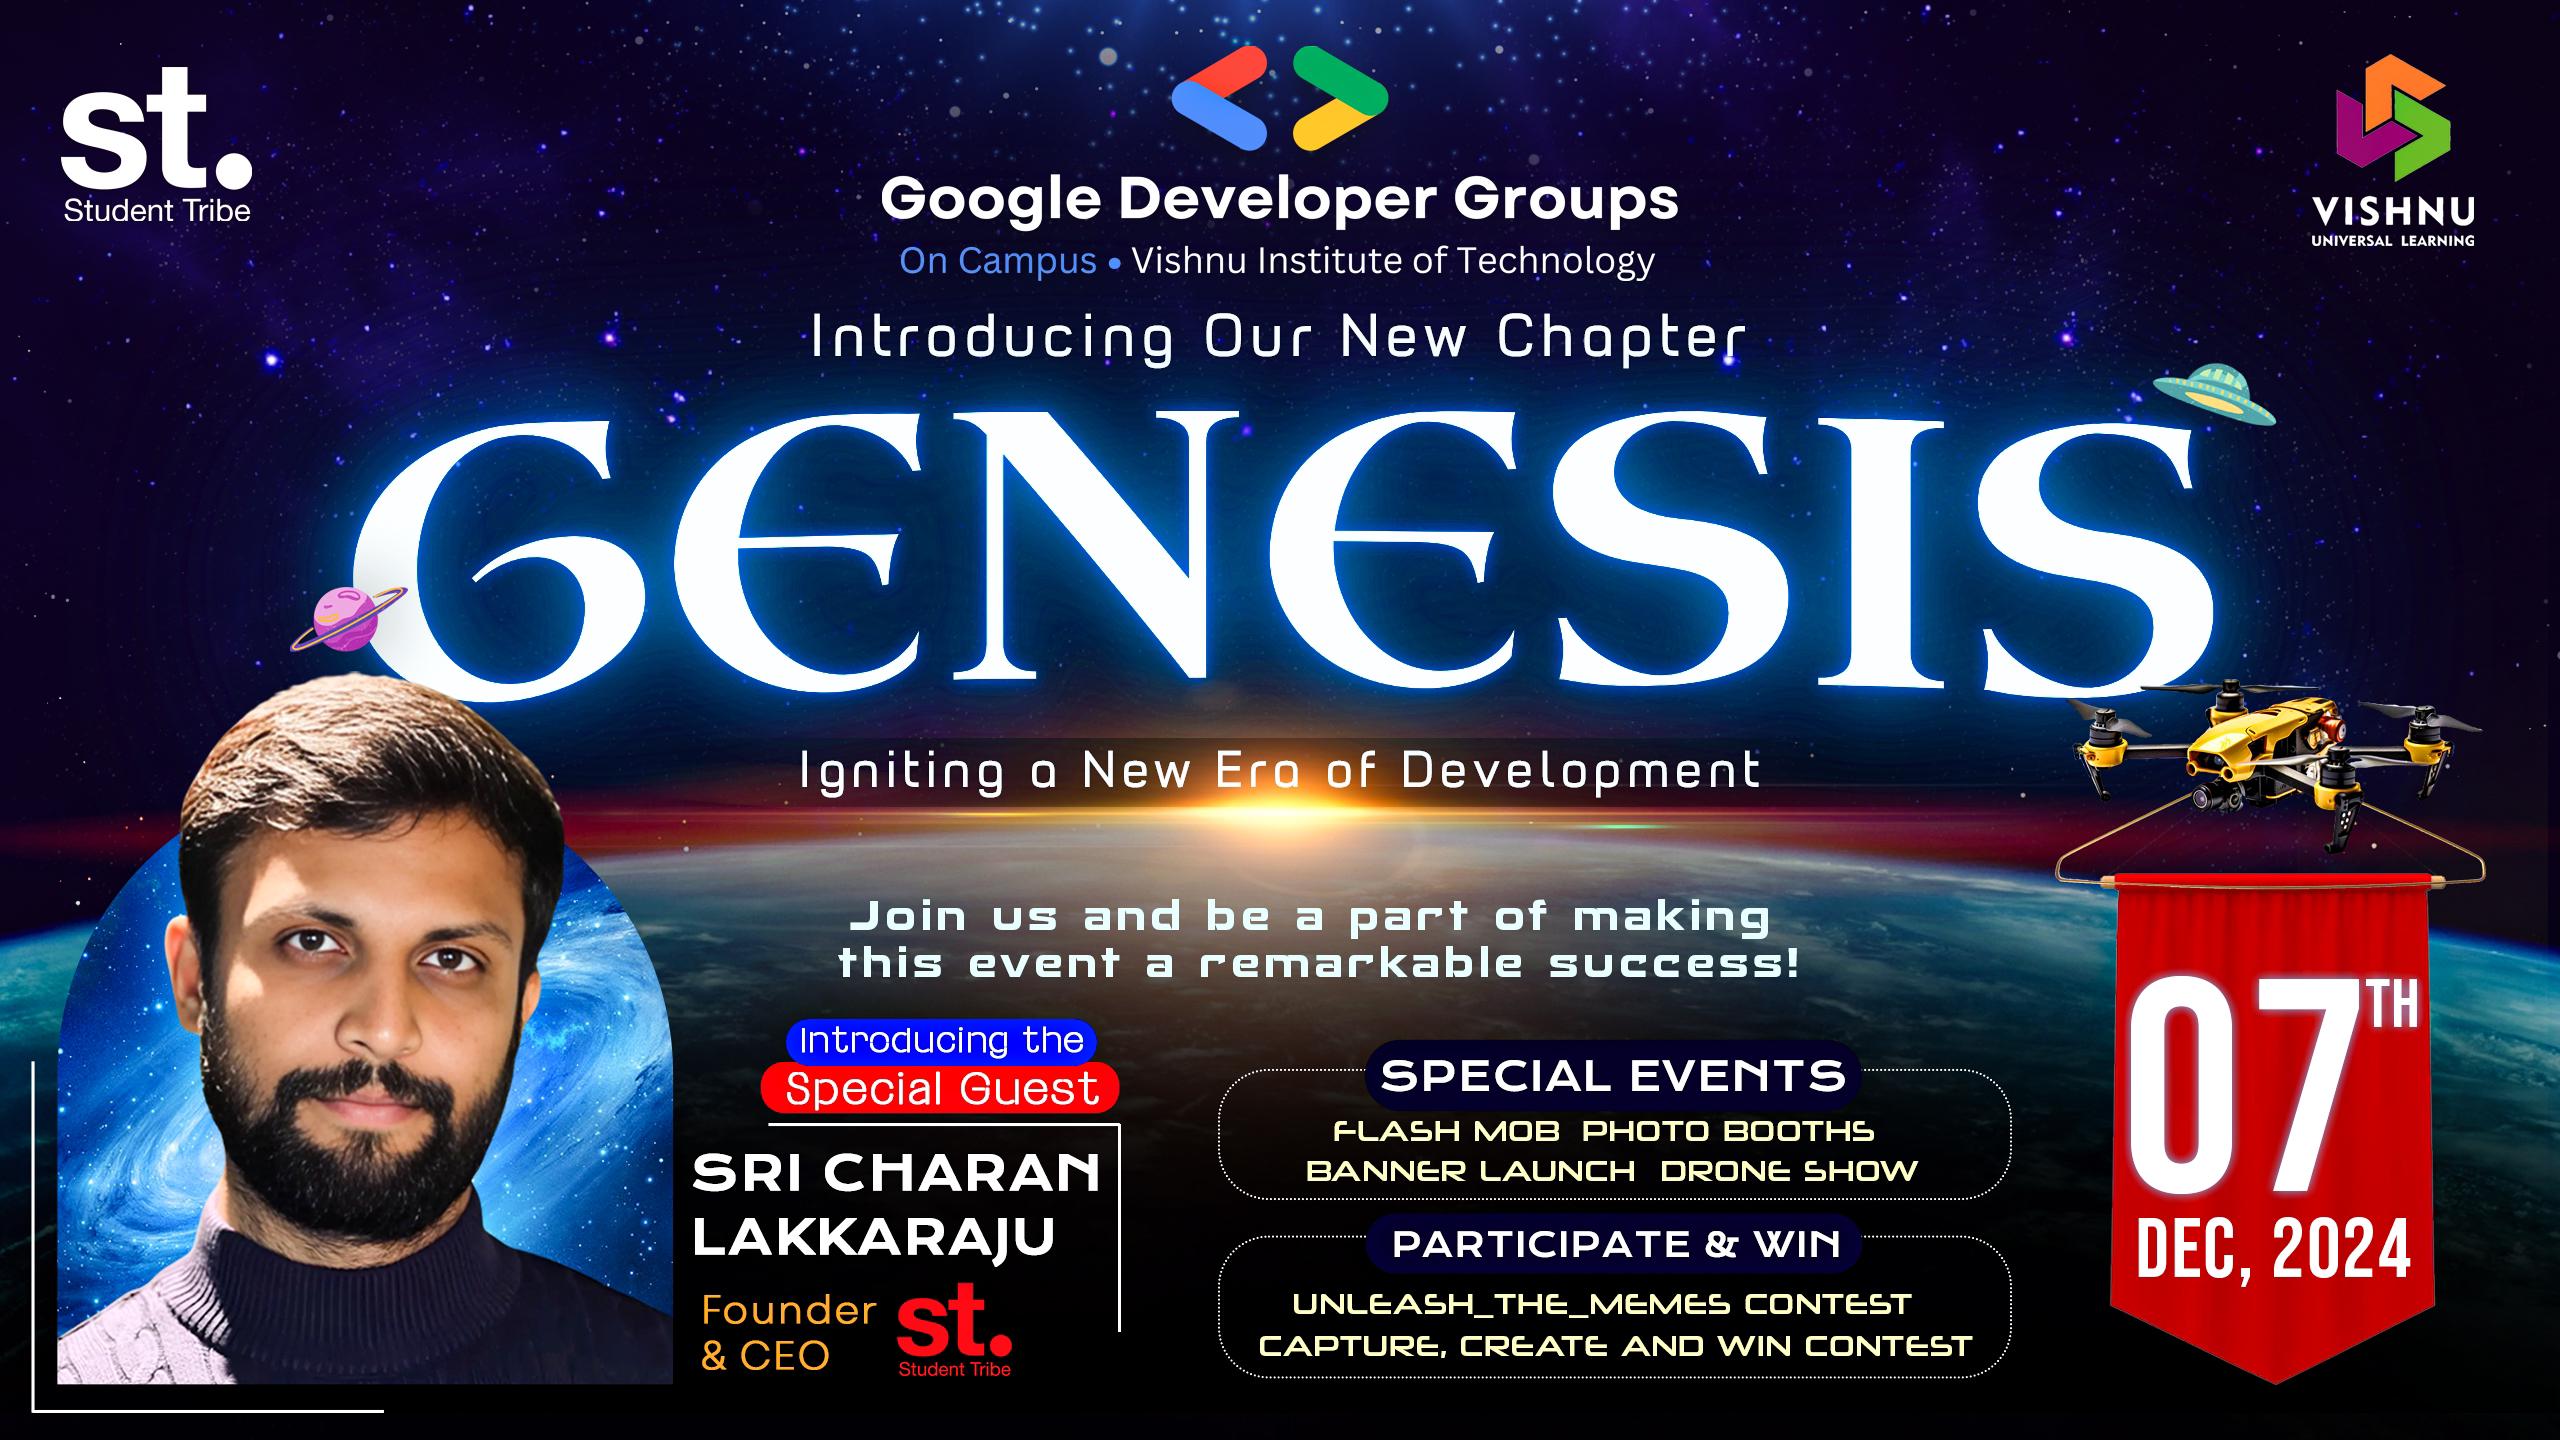 st.
Student Tribe
Google Developer Groups
On Campus • Vishnu Institute of Technology
VISHNU
UNIVERSAL LEARNING
Introducing Our New Chapter
GENESIS
Igniting a New Era of Development
Join us and be a part of making
this event a remarkable success!
Introducing the
Special Guest
SRI CHARAN
LAKKARAJU
Founder
& CEO
st.
Student Tribe
SPECIAL EVENTS
FLASH MOB PHOTO BOOTHS
BANNER LAUNCH DRONE SHOW
PARTICIPATE & WIN
UNLEASH_THE_MEMES CONTEST
CAPTURE, CREATE AND WIN CONTEST
07TH
DEC, 2024